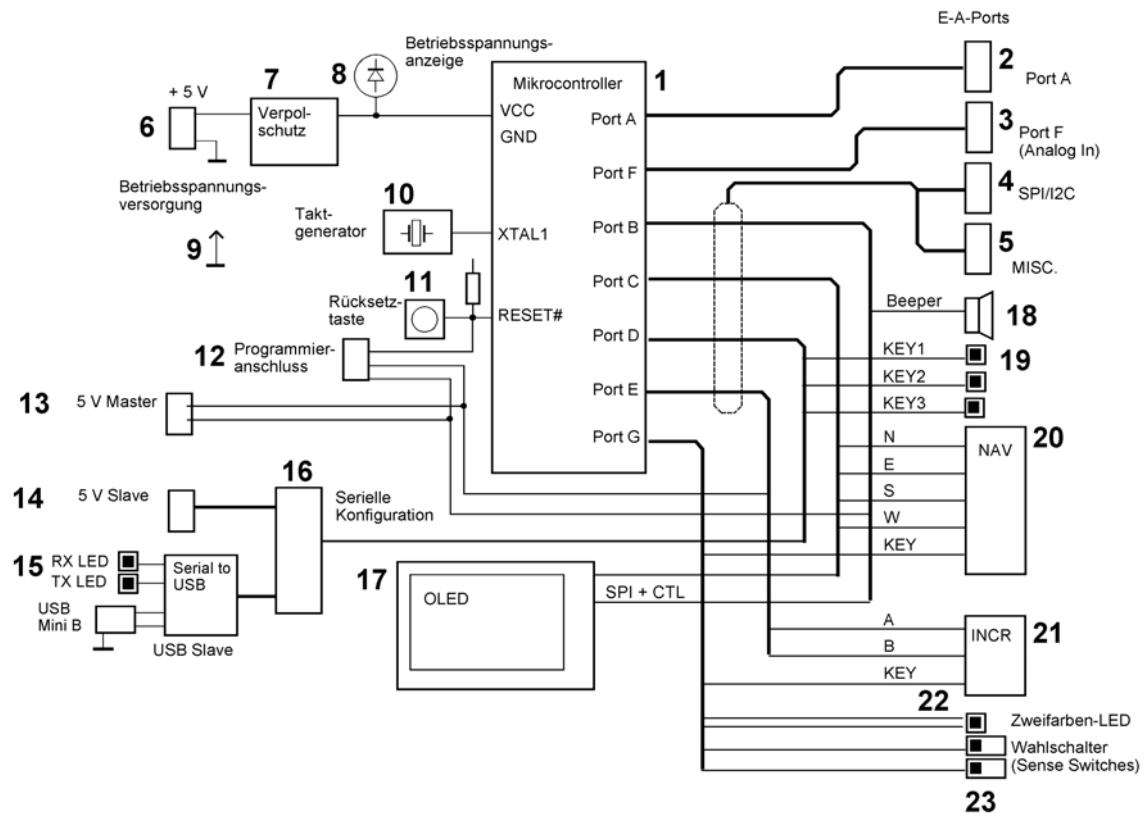 E-A-Ports
Betriebsspannungs-
anzeige
8
7
1
2
Port A
Mikrocontroller
+ 5 V
6
Verpol-
schutz
VCC
GND
Port A
3
Port F
(Analog In)
Betriebsspannungs-
versorgung
Port F
10
4
SPI/I2C
Takt-
generator
XTAL1
Port B
9
5
MISC.
11
Port C
Rücksetz-
taste
RESET#
Beeper
18
12
Programmier-
anschluss
Port D
KEY1
19
KEY2
KEY3
13
5 V Master
Port E
Port G
N
NAV
20
E
S
W
KEY
16
14
5 V Slave
Serielle
Konfiguration
15
RX LED
TX LED
Serial to
USB
USB
Mini B
USB Slave
17
OLED
SPI + CTL
A
INCR
21
B
KEY
22
Zweifarben-LED
Wahlschalter
(Sense Switches)
23